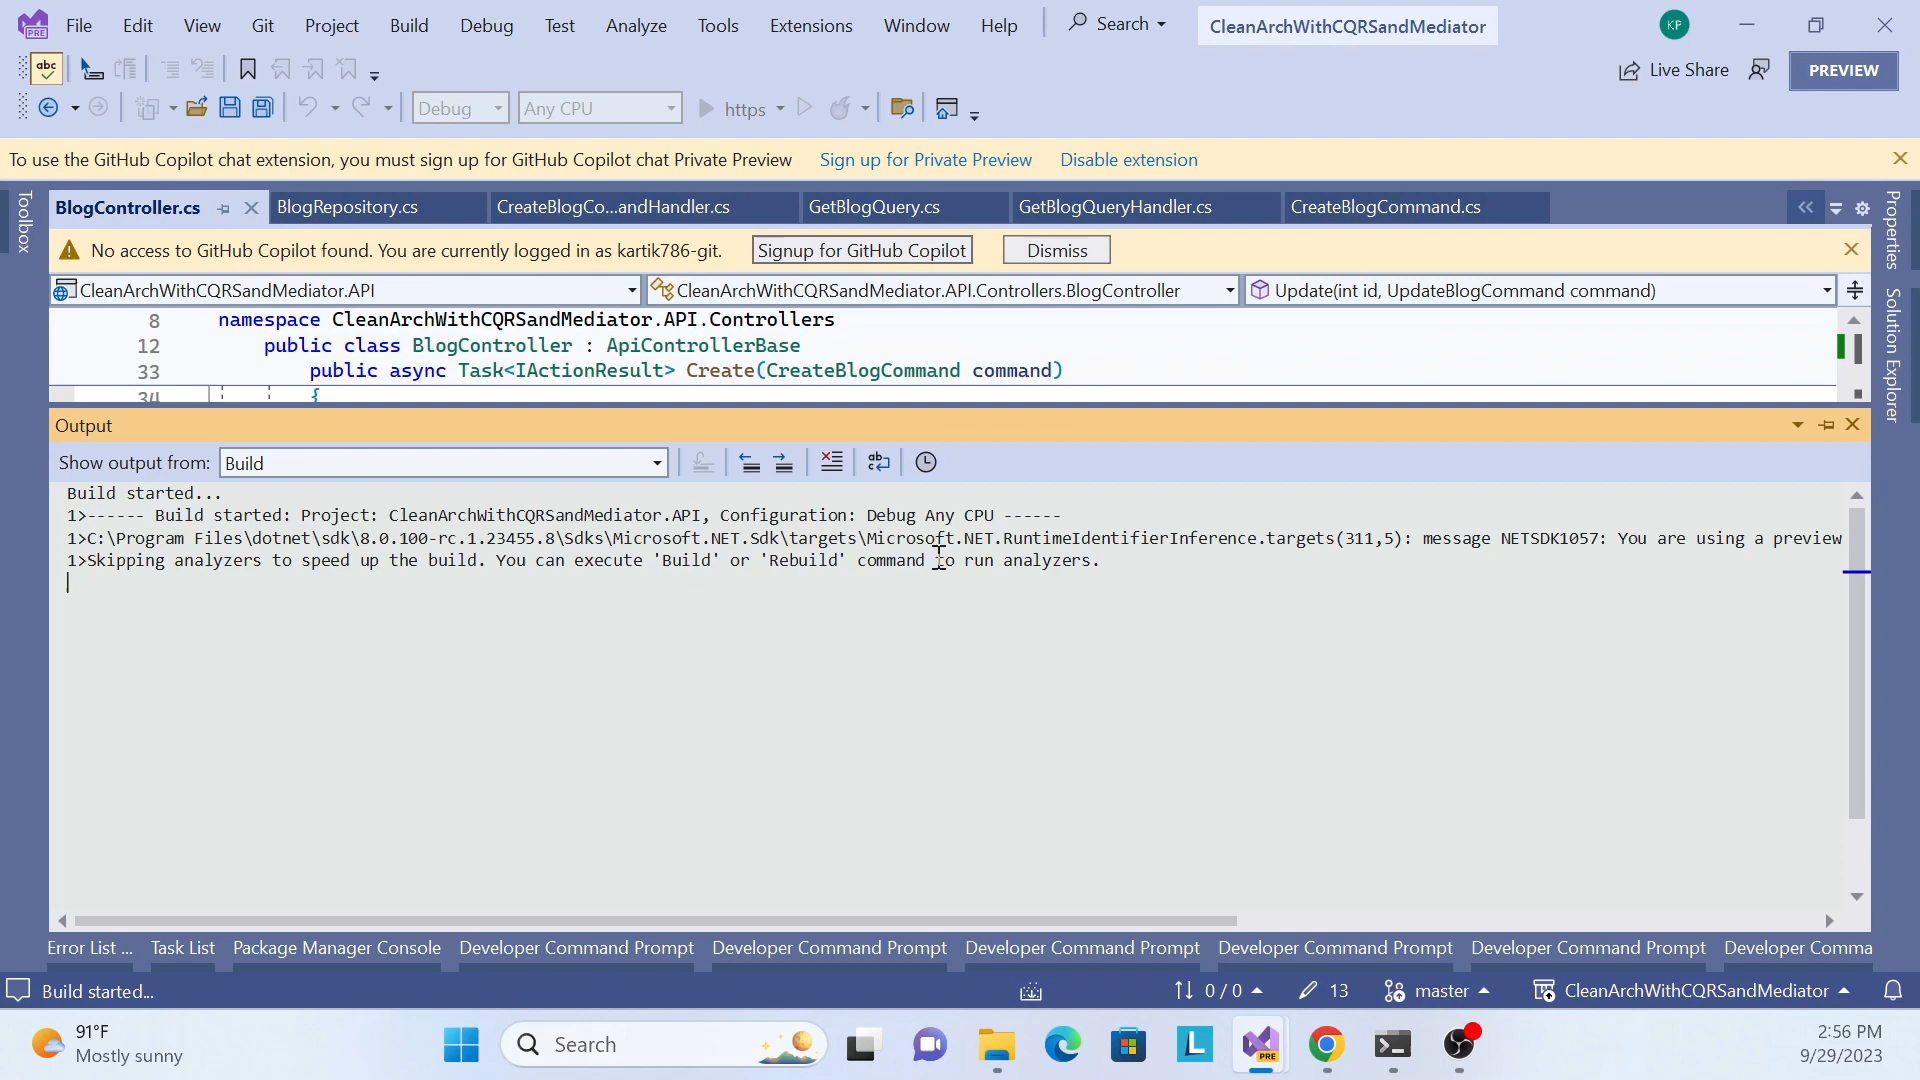 File Edit View Git Project Build Debug Test Analyze Tools Extensions Window Help Search CleanArchWithCQRSandMediator KP
abc Live Share PREVIEW
Debug Any CPU https
To use the GitHub Copilot chat extension, you must sign up for GitHub Copilot chat Private Preview Sign up for Private Preview Disable extension
Toolbox
BlogController.cs BlogRepository.cs CreateBlogCo...andHandler.cs GetBlogQuery.cs GetBlogQueryHandler.cs CreateBlogCommand.cs
Properties
Solution Explorer
No access to GitHub Copilot found. You are currently logged in as kartik786-git. Signup for GitHub Copilot Dismiss
CleanArchWithCQRSandMediator.API CleanArchWithCQRSandMediator.API.Controllers.BlogController Update(int id, UpdateBlogCommand command)
8 namespace CleanArchWithCQRSandMediator.API.Controllers
12 public class BlogController : ApiControllerBase
33 public async Task<IActionResult> Create(CreateBlogCommand command)
34 {
Output
Show output from: Build
Build started...
1>------ Build started: Project: CleanArchWithCQRSandMediator.API, Configuration: Debug Any CPU ------
1>C:\Program Files\dotnet\sdk\8.0.100-rc.1.23455.8\Sdks\Microsoft.NET.Sdk\targets\Microsoft.NET.RuntimeIdentifierInference.targets(311,5): message NETSDK1057: You are using a preview
1>Skipping analyzers to speed up the build. You can execute 'Build' or 'Rebuild' command to run analyzers.
Error List ... Task List Package Manager Console Developer Command Prompt Developer Command Prompt Developer Command Prompt Developer Command Prompt Developer Command Prompt Developer Comma
Build started... 0 / 0 13 master CleanArchWithCQRSandMediator
91°F
Mostly sunny
Search
L
PRE
2:56 PM
9/29/2023